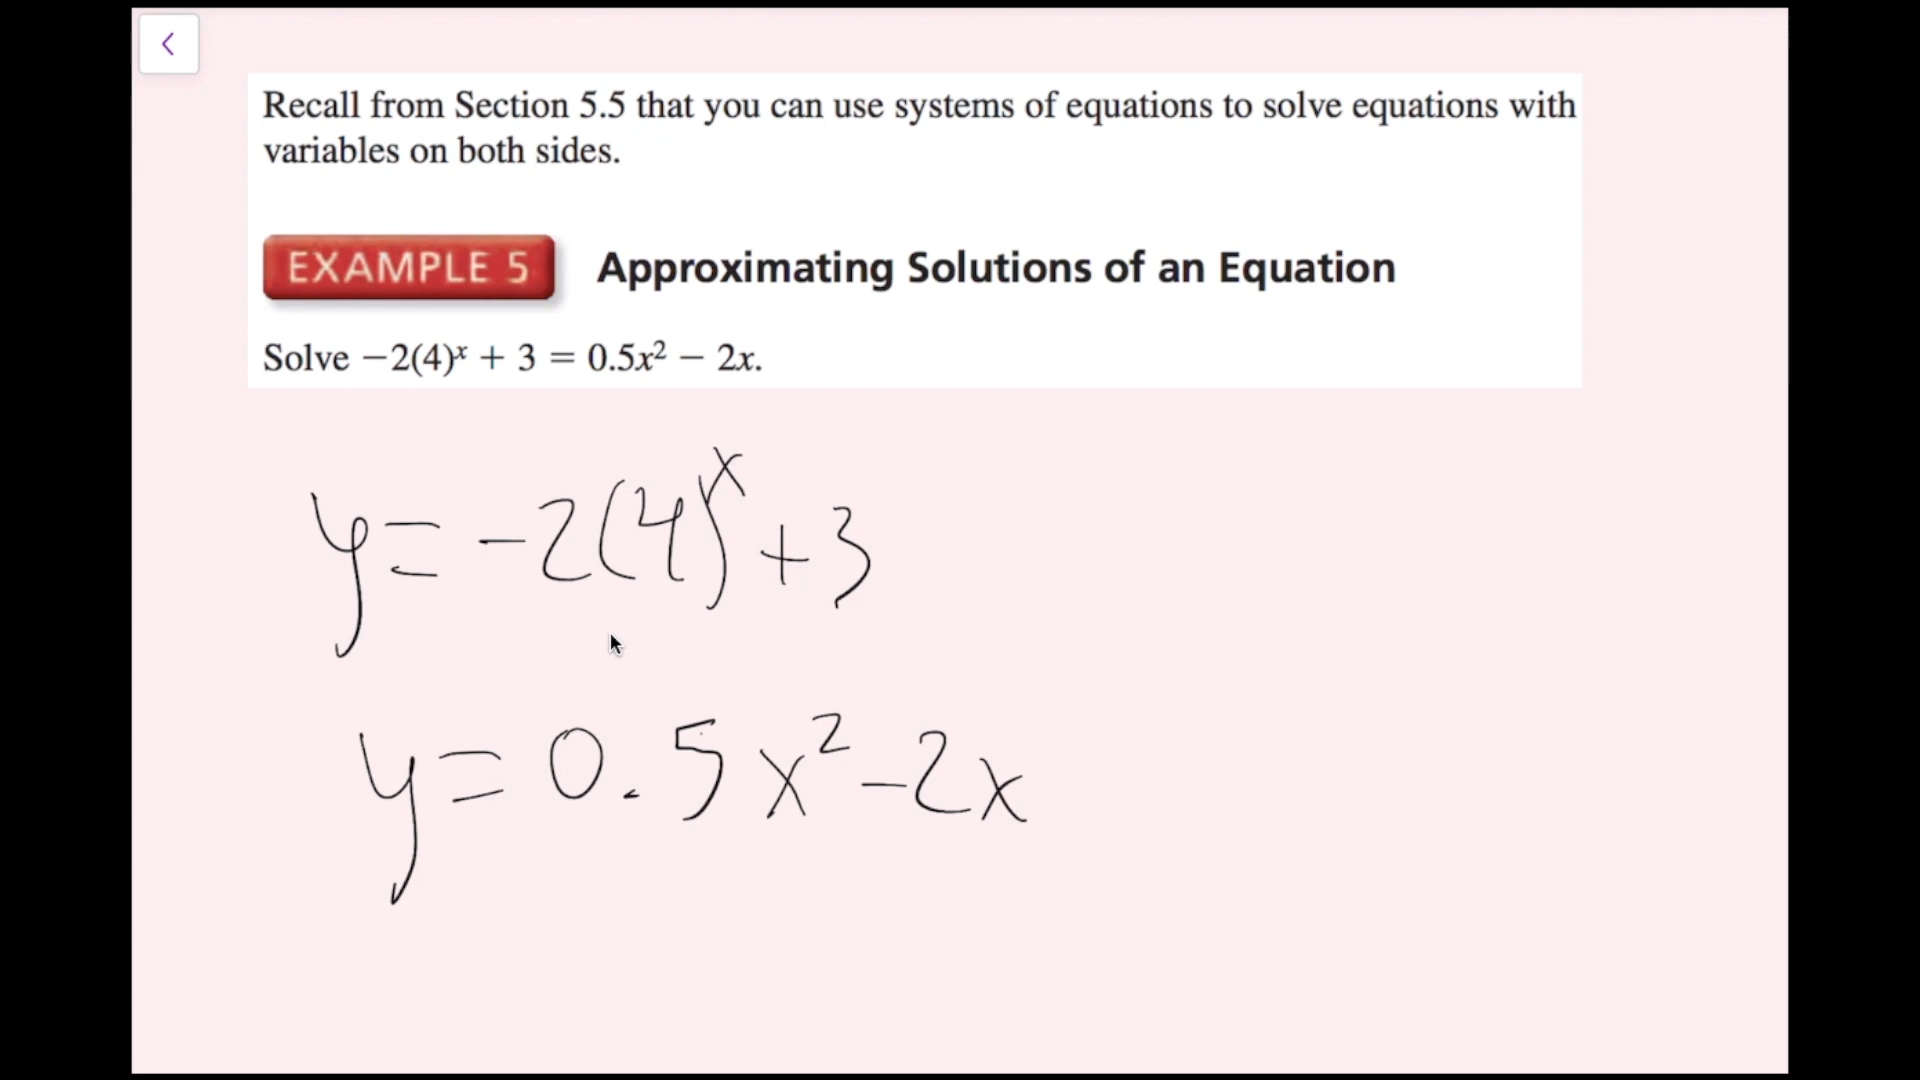 Recall from Section 5.5 that you can use systems of equations to solve equations with
variables on both sides.
EXAMPLE 5 Approximating Solutions of an Equation
Solve −2(4)ˣ + 3 = 0.5x² − 2x.
y = -2(4)ˣ + 3
y = 0.5x² - 2x